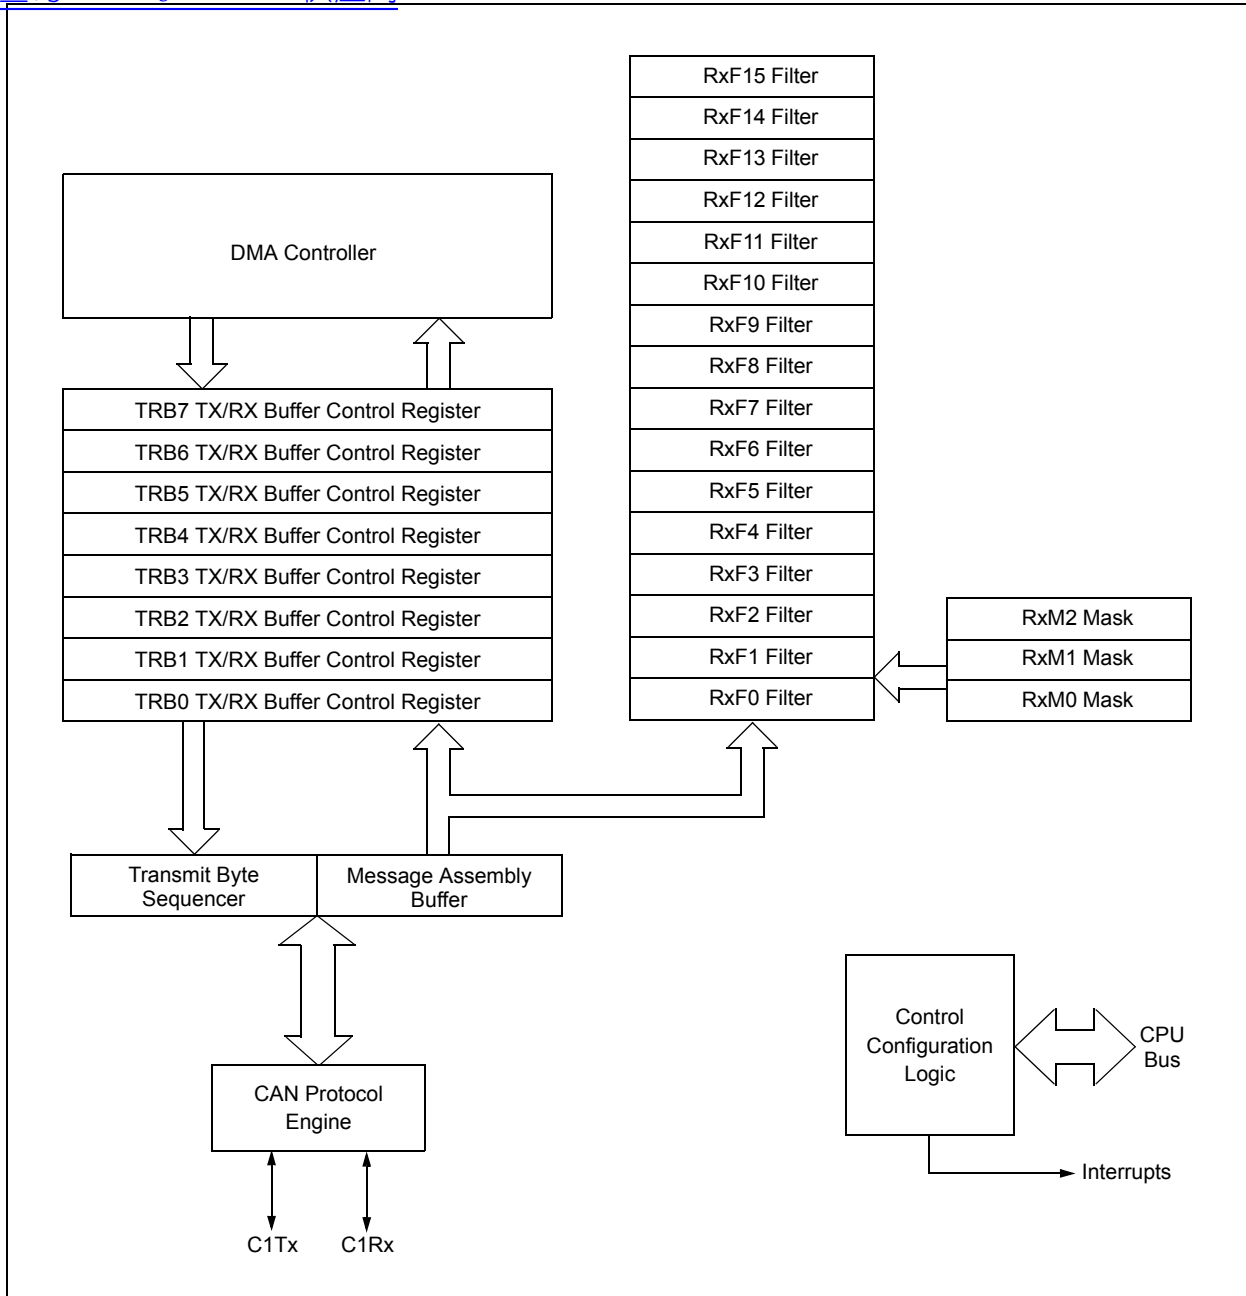 RxF15 Filter
RxF14 Filter
RxF13 Filter
RxF12 Filter
RxF11 Filter
RxF10 Filter
RxF9 Filter
RxF8 Filter
RxF7 Filter
RxF6 Filter
RxF5 Filter
RxF4 Filter
RxF3 Filter
RxF2 Filter
RxF1 Filter
RxF0 Filter
DMA Controller
TRB7 TX/RX Buffer Control Register
TRB6 TX/RX Buffer Control Register
TRB5 TX/RX Buffer Control Register
TRB4 TX/RX Buffer Control Register
TRB3 TX/RX Buffer Control Register
TRB2 TX/RX Buffer Control Register
TRB1 TX/RX Buffer Control Register
TRB0 TX/RX Buffer Control Register
RxM2 Mask
RxM1 Mask
RxM0 Mask
Transmit Byte
Sequencer
Message Assembly
Buffer
CAN Protocol
Engine
C1Tx
C1Rx
Control
Configuration
Logic
CPU
Bus
Interrupts